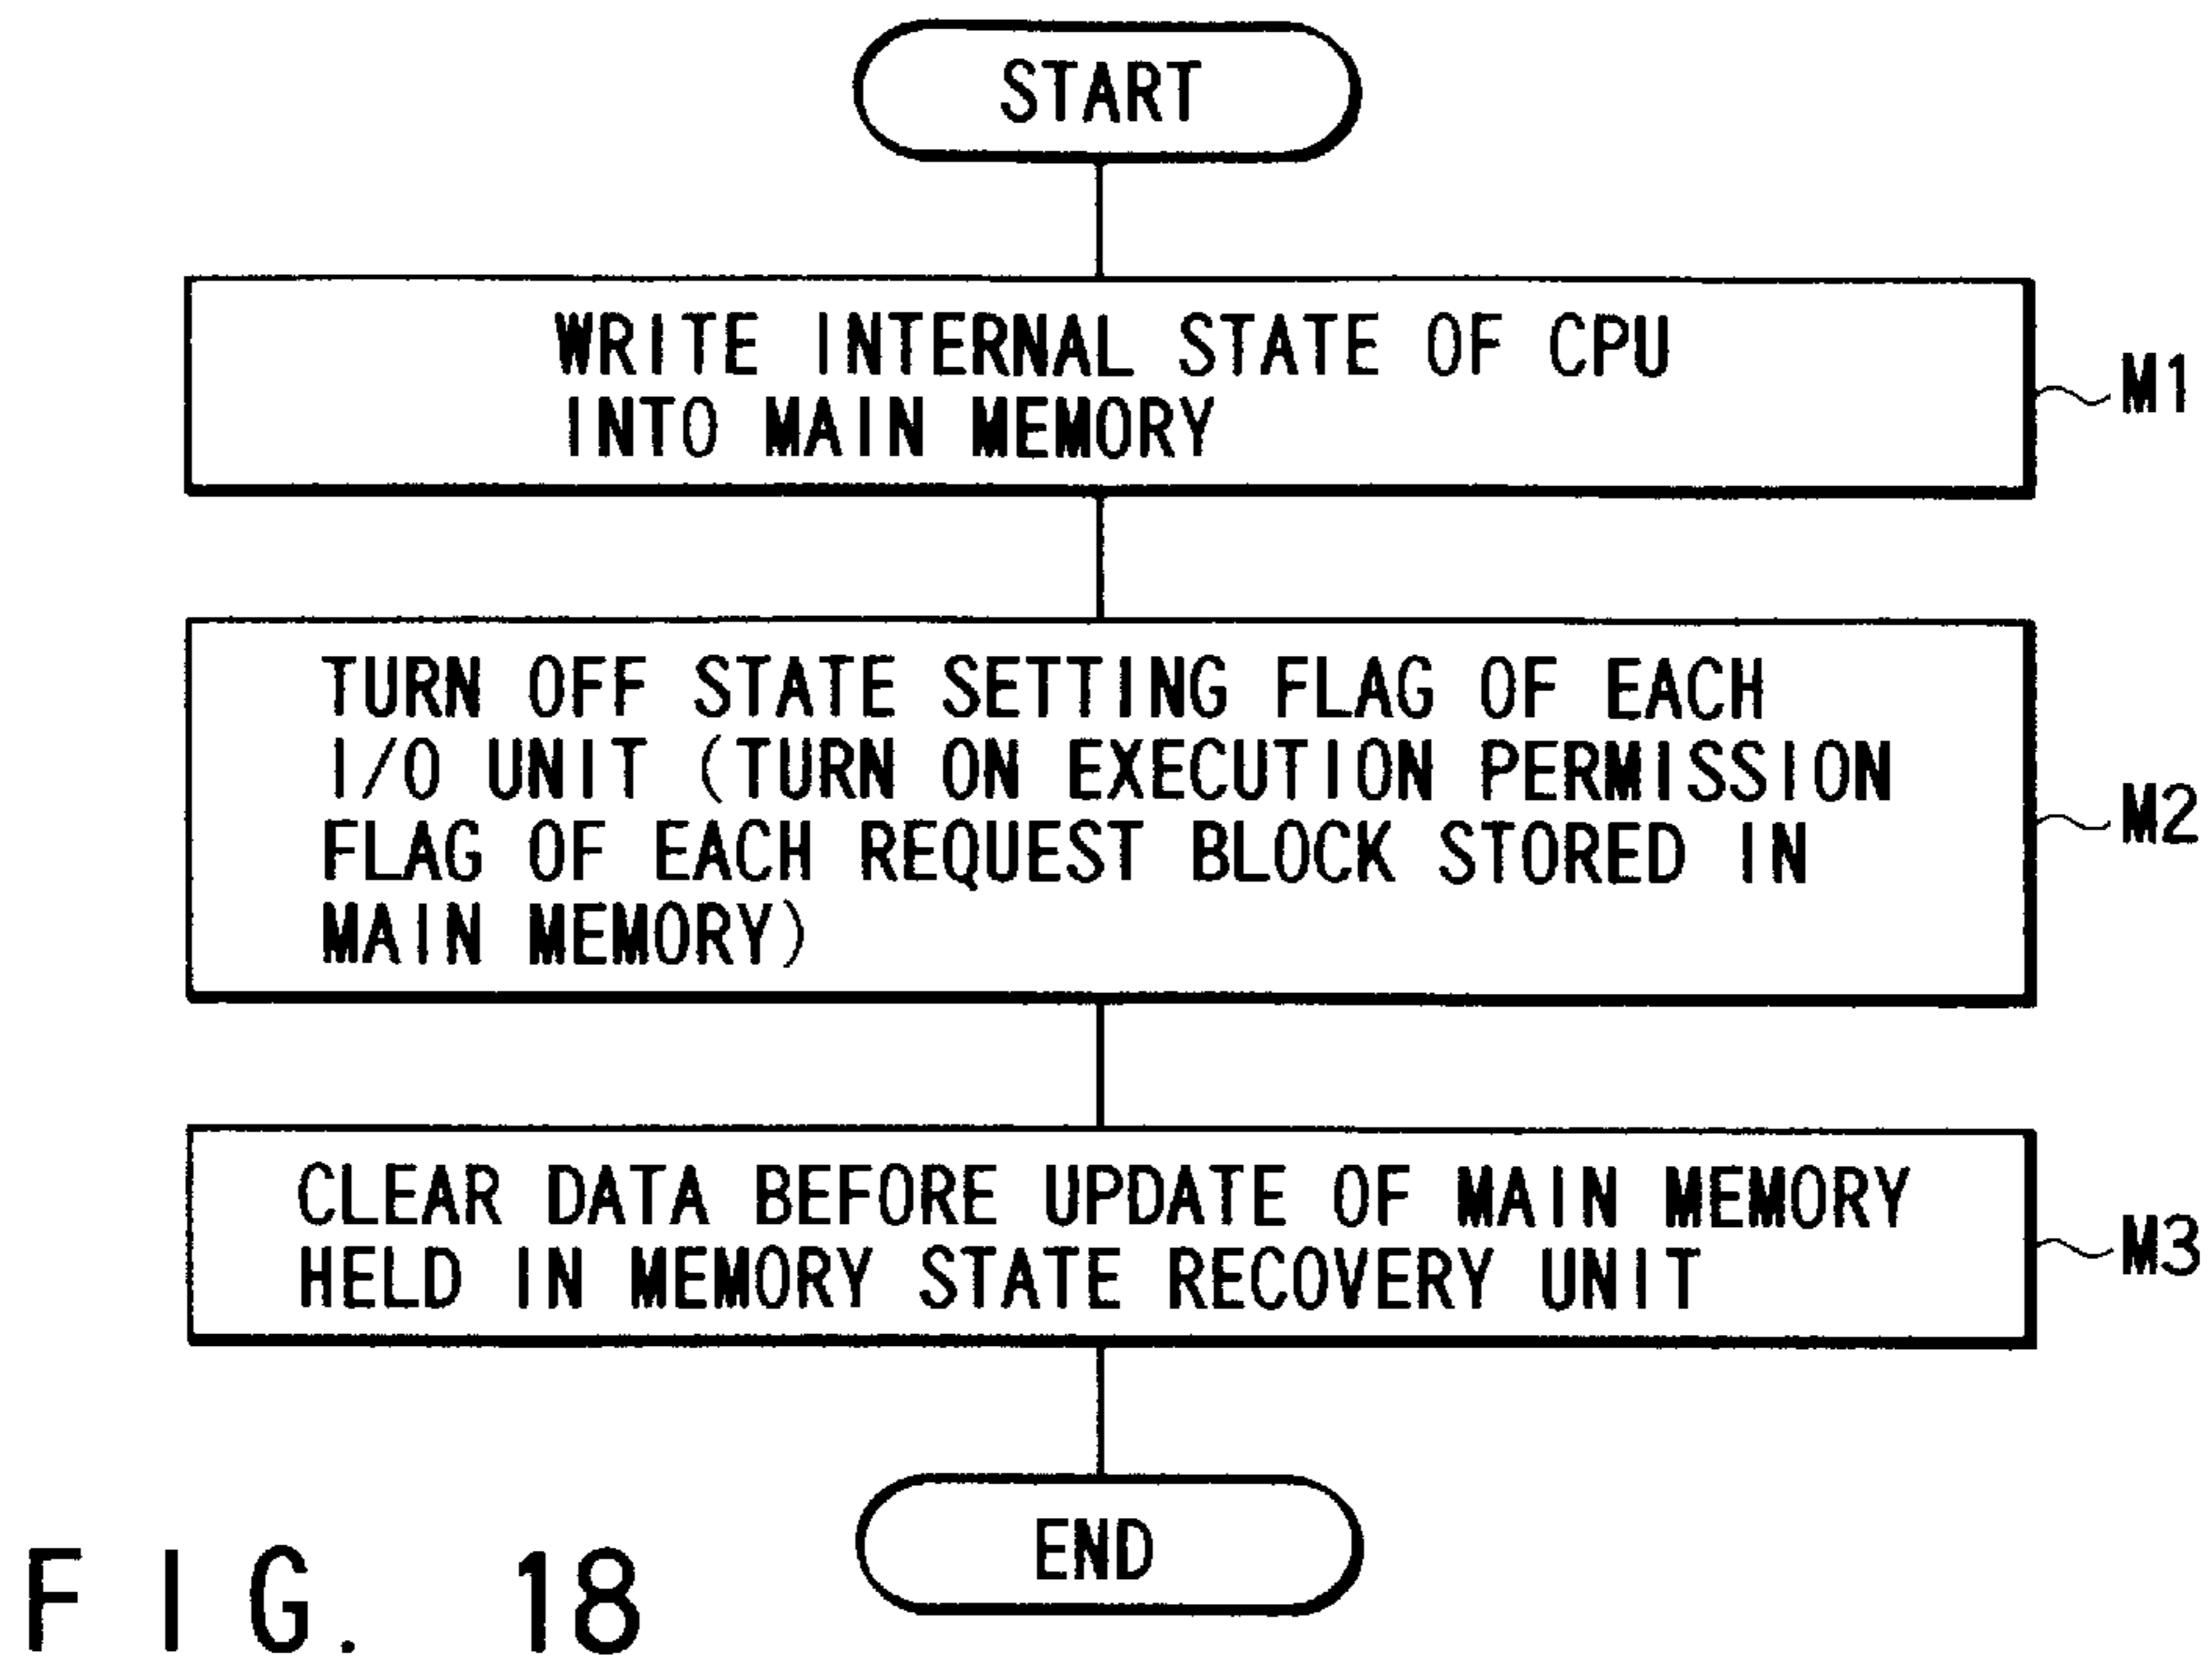 START
WRITE INTERNAL STATE OF CPU
INTO MAIN MEMORY
M1
TURN OFF STATE SETTING FLAG OF EACH
I/O UNIT (TURN ON EXECUTION PERMISSION
FLAG OF EACH REQUEST BLOCK STORED IN
MAIN MEMORY)
M2
CLEAR DATA BEFORE UPDATE OF MAIN MEMORY
HELD IN MEMORY STATE RECOVERY UNIT
M3
END
FIG. 18